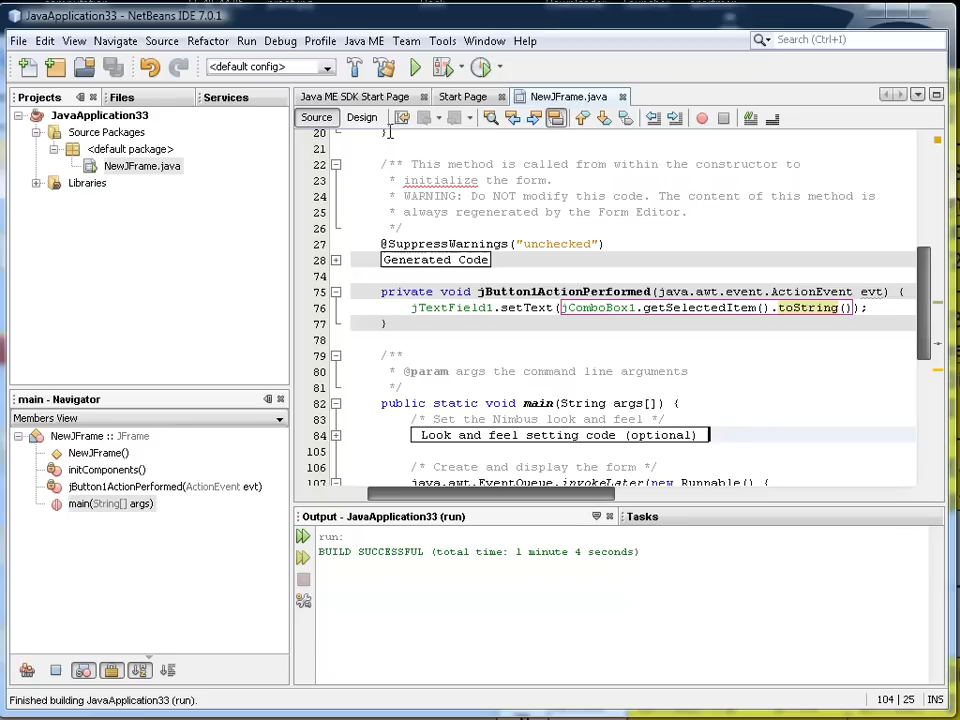 JavaApplication33 - NetBeans IDE 7.0.1
File Edit View Navigate Source Refactor Run Debug Profile Java ME Team Tools Window Help
Search (Ctrl+I)
<default config>
Projects Files Services
Java ME SDK Start Page Start Page NewJFrame.java
JavaApplication33
Source Packages
<default package>
NewJFrame.java
Libraries
Source Design
20 }
21
22 /** This method is called from within the constructor to
23 * initialize the form.
24 * WARNING: Do NOT modify this code. The content of this method is
25 * always regenerated by the Form Editor.
26 */
27 @SuppressWarnings("unchecked")
28 Generated Code
74
75 private void jButton1ActionPerformed(java.awt.event.ActionEvent evt) {
76 jTextField1.setText(jComboBox1.getSelectedItem().toString());
77 }
78
79 /**
80 * @param args the command line arguments
81 */
82 public static void main(String args[]) {
83 /* Set the Nimbus look and feel */
84 Look and feel setting code (optional)
105
106 /* Create and display the form */
107 java.awt.EventQueue.invokeLater(new Runnable() {
main - Navigator
Members View
NewJFrame :: JFrame
NewJFrame()
initComponents()
jButton1ActionPerformed(ActionEvent evt)
main(String[] args)
Output - JavaApplication33 (run) Tasks
run:
BUILD SUCCESSFUL (total time: 1 minute 4 seconds)
Finished building JavaApplication33 (run).
104 | 25 INS